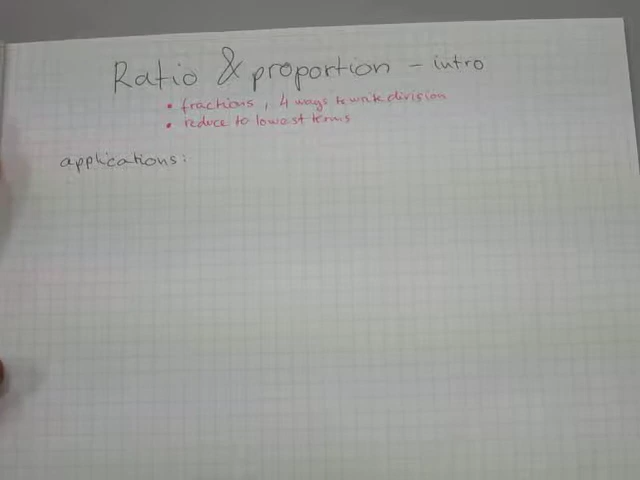 Ratio & proportion - intro
• fractions, 4 ways to write division
• reduce to lowest terms
applications: